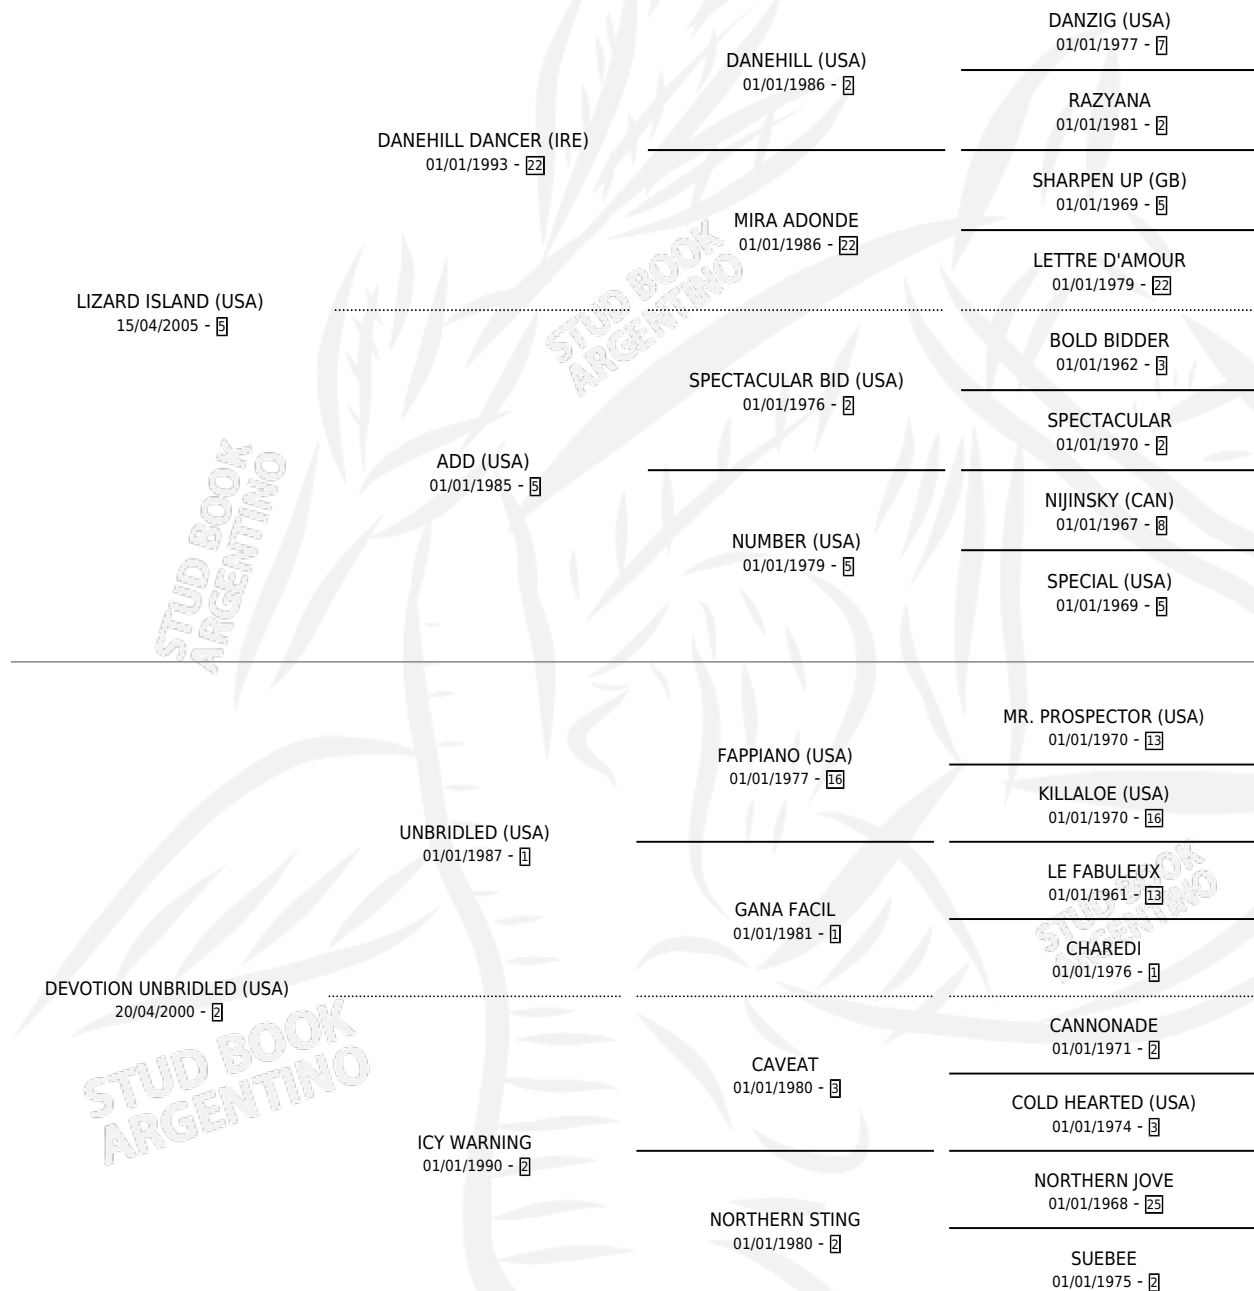 DANZIG (USA)
01/01/1977 - 7
DANEHILL (USA)
01/01/1986 - 2
RAZYANA
01/01/1981 - 2
DANEHILL DANCER (IRE)
01/01/1993 - 22
SHARPEN UP (GB)
01/01/1969 - 5
MIRA ADONDE
01/01/1986 - 22
LETTRE D'AMOUR
01/01/1979 - 22
LIZARD ISLAND (USA)
15/04/2005 - 5
BOLD BIDDER
01/01/1962 - 3
SPECTACULAR BID (USA)
01/01/1976 - 2
SPECTACULAR
01/01/1970 - 2
ADD (USA)
01/01/1985 - 5
NIJINSKY (CAN)
01/01/1967 - 8
NUMBER (USA)
01/01/1979 - 5
SPECIAL (USA)
01/01/1969 - 5
MR. PROSPECTOR (USA)
01/01/1970 - 13
FAPPIANO (USA)
01/01/1977 - 16
KILLALOE (USA)
01/01/1970 - 16
UNBRIDLED (USA)
01/01/1987 - 1
LE FABULEUX
01/01/1961 - 13
GANA FACIL
01/01/1981 - 1
CHAREDI
01/01/1976 - 1
DEVOTION UNBRIDLED (USA)
20/04/2000 - 2
CANNONADE
01/01/1971 - 2
CAVEAT
01/01/1980 - 3
COLD HEARTED (USA)
01/01/1974 - 3
ICY WARNING
01/01/1990 - 2
NORTHERN JOVE
01/01/1968 - 25
NORTHERN STING
01/01/1980 - 2
SUEBEE
01/01/1975 - 2
STUD BOOK
ARGENTINO
STUD BOOK
ARGENTINO
STUD BOOK
ARGENTINO
STUD BOOK
ARGENTINO